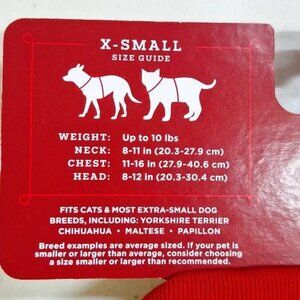 X-SMALL
SIZE GUIDE
WEIGHT: Up to 10 lbs
NECK: 8-11 in (20.3-27.9 cm)
CHEST: 11-16 in (27.9-40.6 cm)
HEAD: 8-12 in (20.3-30.4 cm)
FITS CATS & MOST EXTRA-SMALL DOG
BREEDS, INCLUDING: YORKSHIRE TERRIER
CHIHUAHUA • MALTESE • PAPILLON
Breed examples are average sized. If your pet is
smaller or larger than average, consider choosing
a size smaller or larger than recommended.